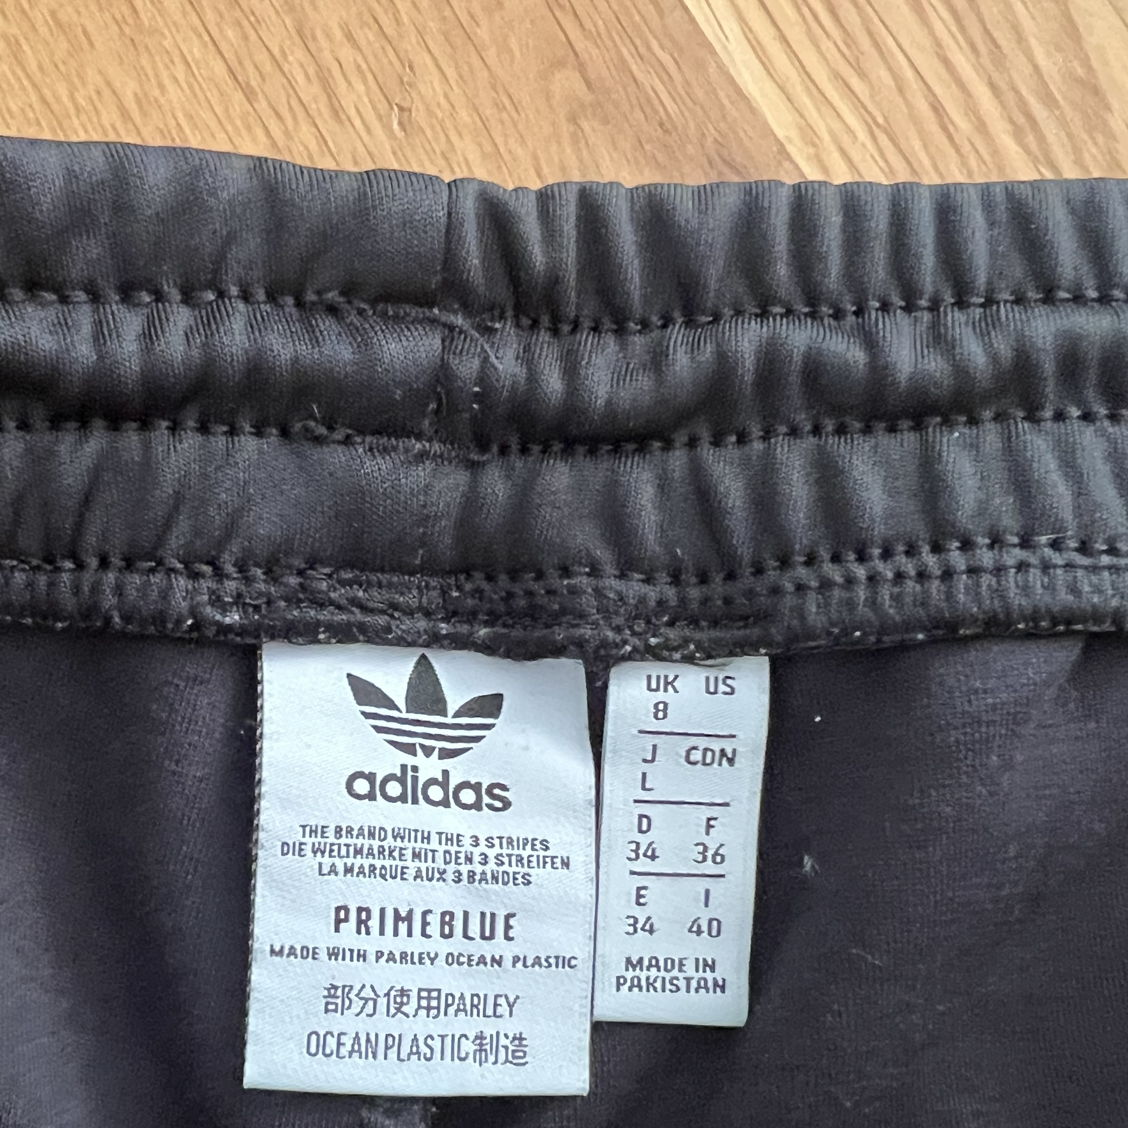 adidas
THE BRAND WITH THE 3 STRIPES
DIE WELTMARKE MIT DEN 3 STREIFEN
LA MARQUE AUX 3 BANDES
PRIMEBLUE
MADE WITH PARLEY OCEAN PLASTIC
部分使用PARLEY
OCEAN PLASTIC制造
UK US
8
J CDN
L
D F
34 36
E I
34 40
MADE IN
PAKISTAN